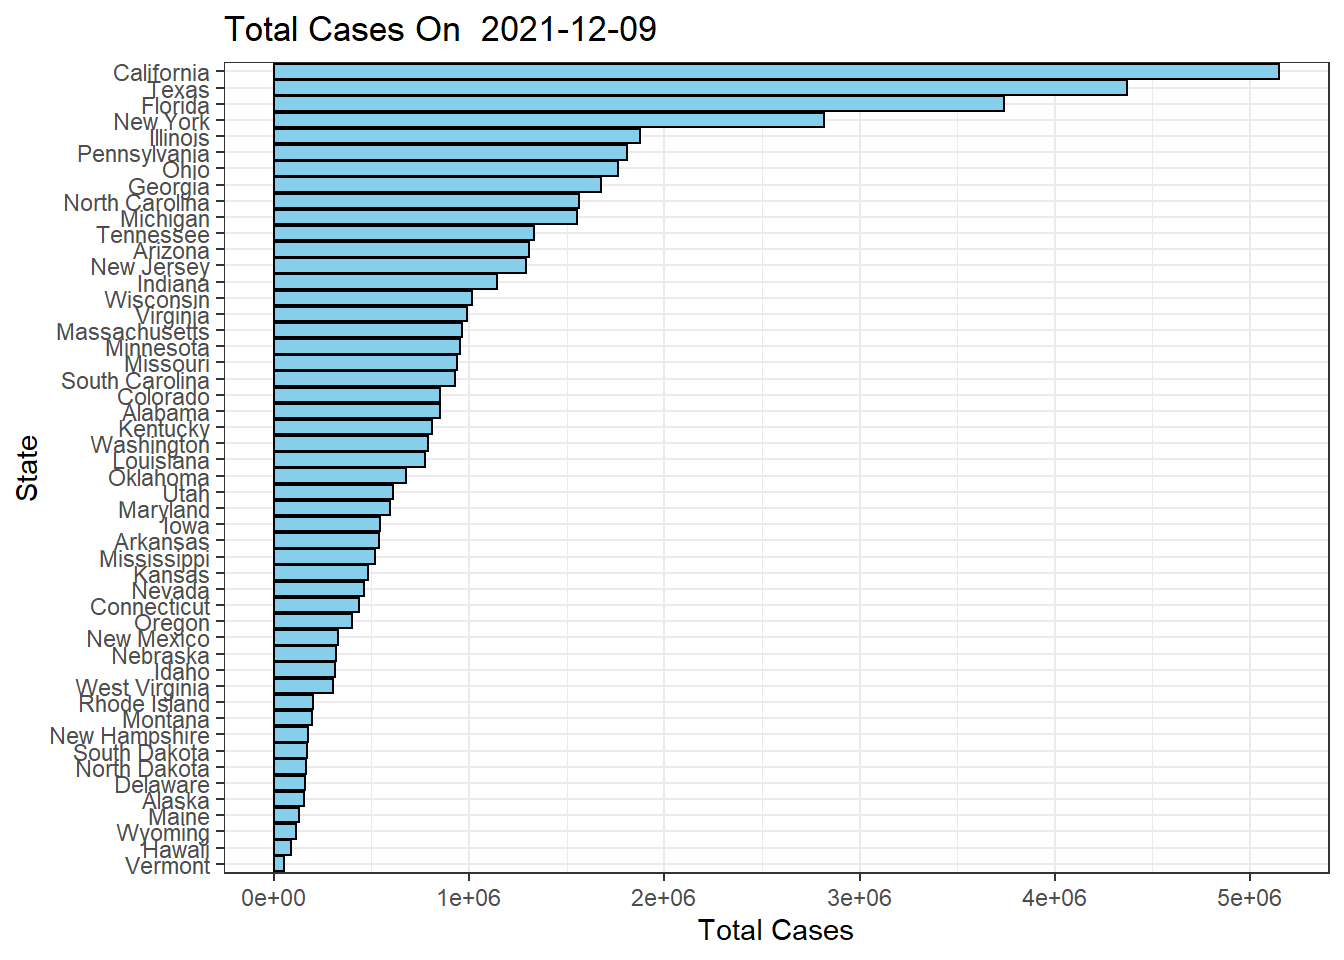 Total Cases On  2021-12-09
California
Texas
Florida
New York
Illinois
Pennsylvania
Ohio
Georgia
North Carolina
Michigan
Tennessee
Arizona
New Jersey
Indiana
Wisconsin
Virginia
Massachusetts
Minnesota
Missouri
South Carolina
Colorado
Alabama
Kentucky
Washington
Louisiana
Oklahoma
Utah
Maryland
Iowa
Arkansas
Mississippi
Kansas
Nevada
Connecticut
Oregon
New Mexico
Nebraska
Idaho
West Virginia
Rhode Island
Montana
New Hampshire
South Dakota
North Dakota
Delaware
Alaska
Maine
Wyoming
Hawaii
Vermont
State
0e+00 1e+06 2e+06 3e+06 4e+06 5e+06
Total Cases